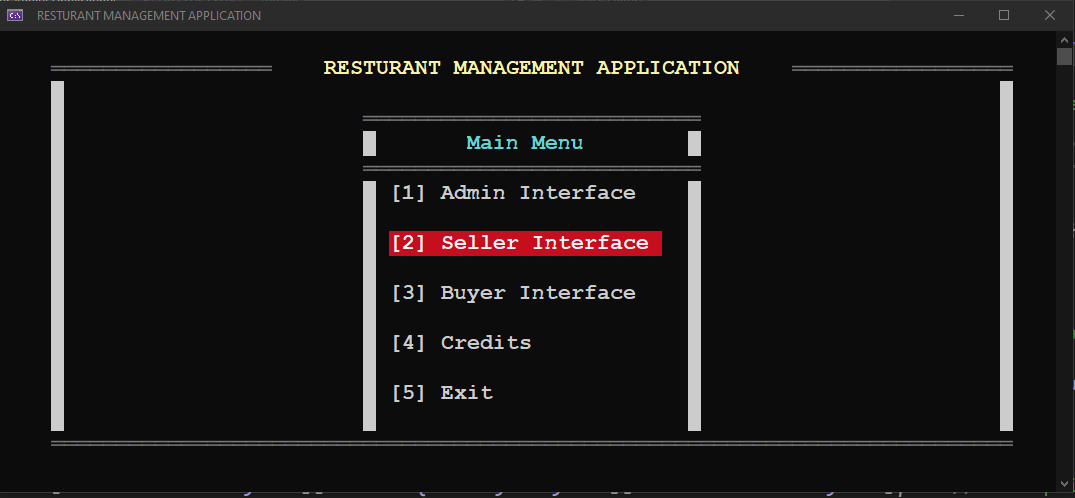 RESTURANT MANAGEMENT APPLICATION
RESTURANT MANAGEMENT APPLICATION
Main Menu
[1] Admin Interface
[2] Seller Interface
[3] Buyer Interface
[4] Credits
[5] Exit